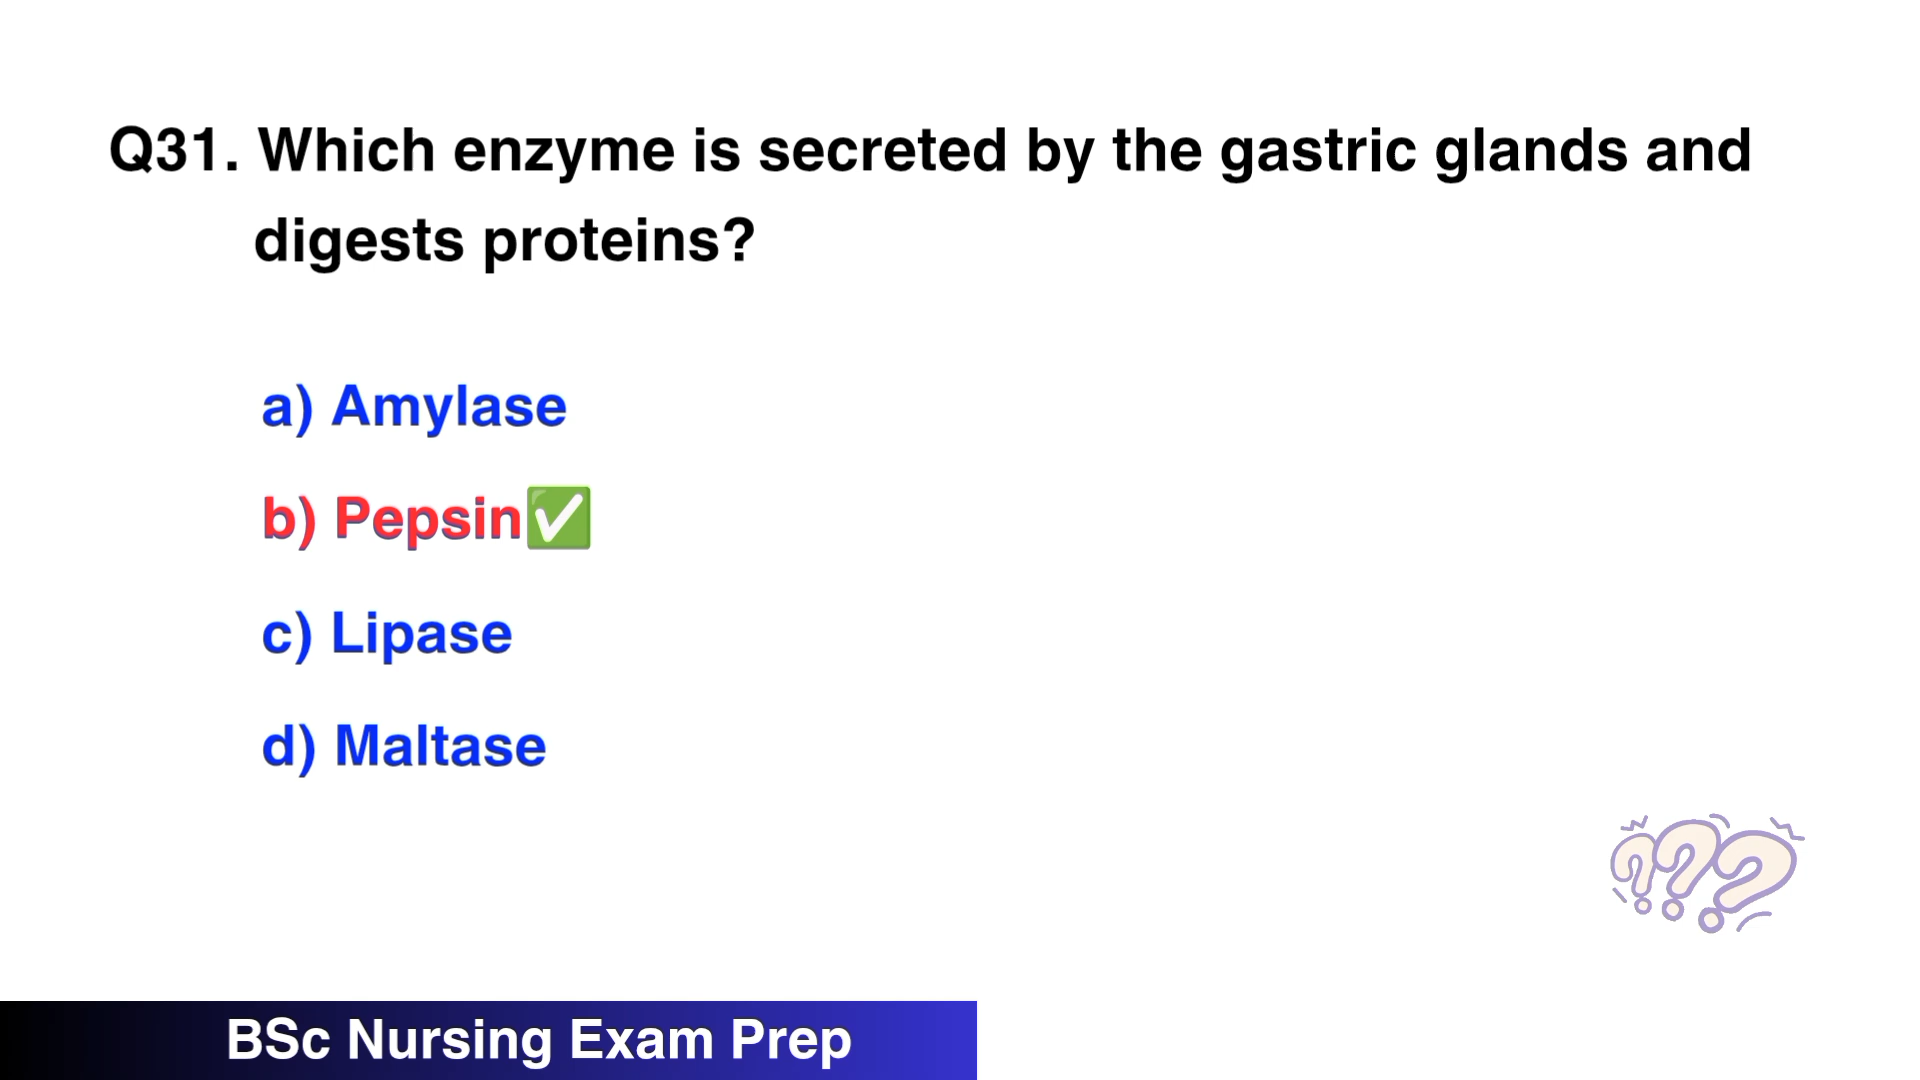 Q31. Which enzyme is secreted by the gastric glands and
digests proteins?
a) Amylase
b) Pepsin✅
c) Lipase
d) Maltase
???
BSc Nursing Exam Prep